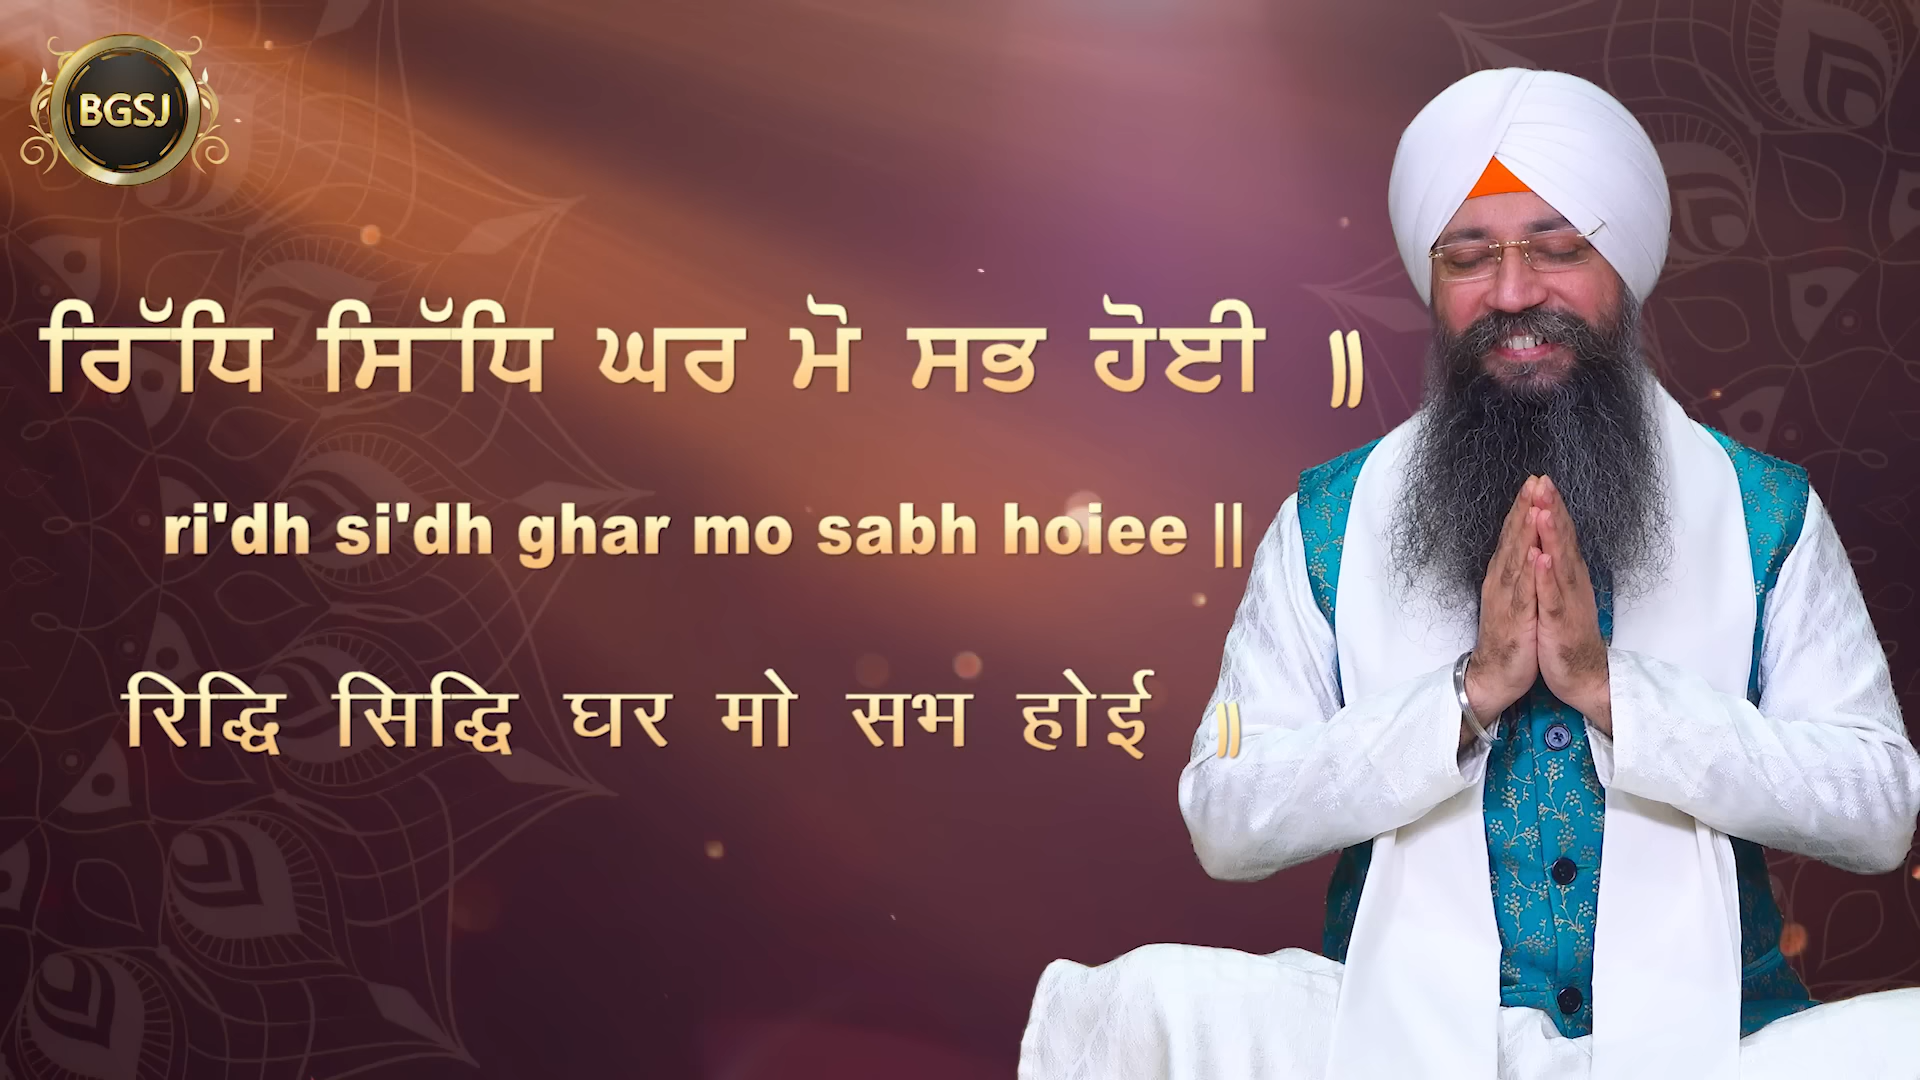 BGSJ
ਰਿੱਧਿ ਸਿੱਧਿ ਘਰ ਮੋ ਸਭ ਹੋਈ ॥
ri'dh si'dh ghar mo sabh hoiee ||
रिद्धि सिद्धि घर मो सभ होई ॥